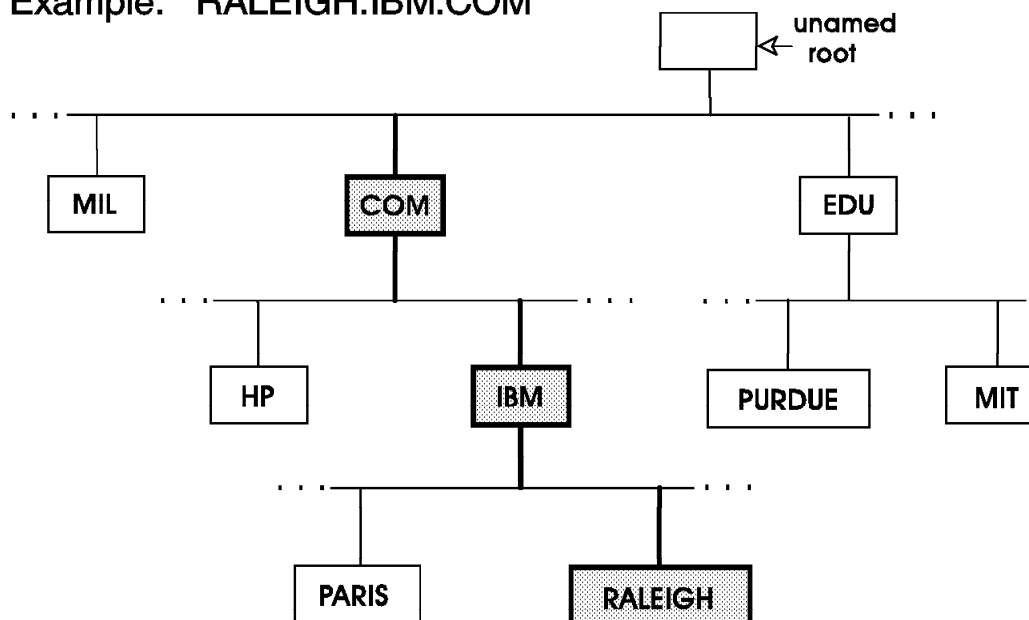 Example: RALEIGH.IBM.COM
unamed
root
MIL
COM
EDU
HP
IBM
PURDUE
MIT
PARIS
RALEIGH